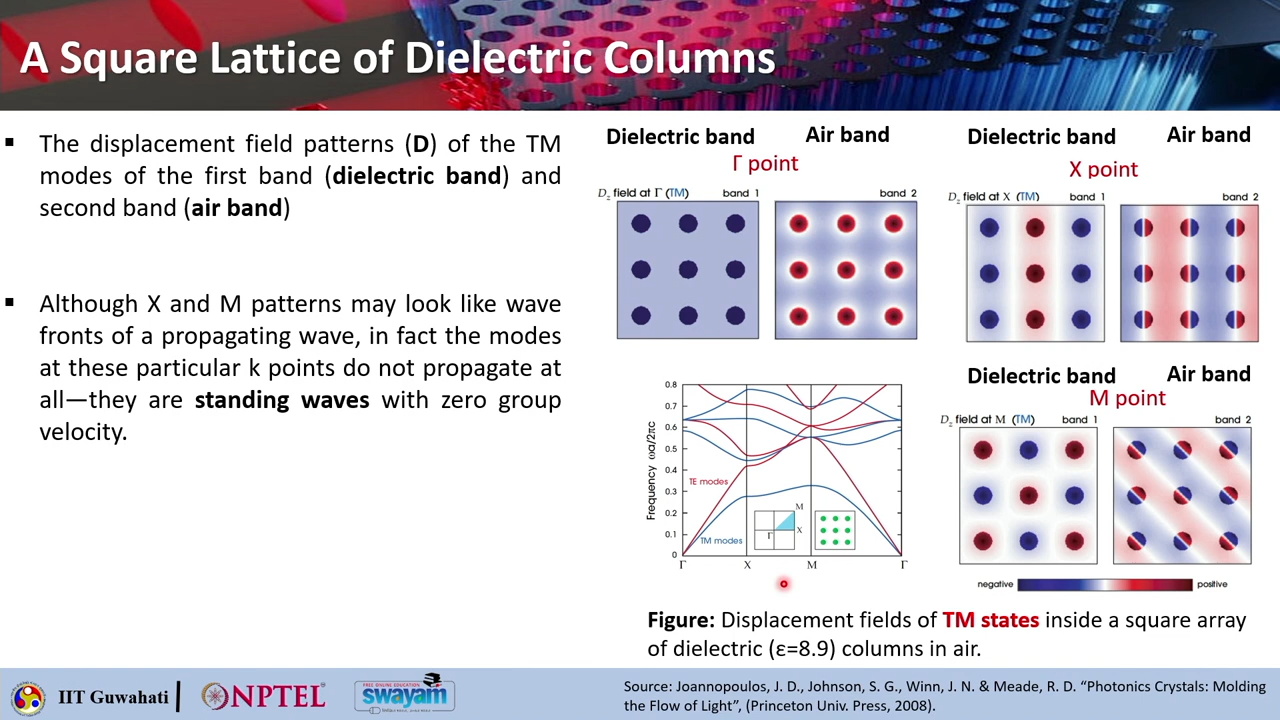 A Square Lattice of Dielectric Columns
▪ The displacement field patterns (D) of the TM
modes of the first band (dielectric band) and
second band (air band)
▪ Although X and M patterns may look like wave
fronts of a propagating wave, in fact the modes
at these particular k points do not propagate at
all—they are standing waves with zero group
velocity.
Dielectric band Air band
Γ point
D_z field at Γ (TM) band 1 band 2
Dielectric band Air band
X point
D_z field at X (TM) band 1 band 2
Dielectric band Air band
M point
D_z field at M (TM) band 1 band 2
negative positive
Frequency ωa/2πc
0.8
0.7
0.6
0.5
0.4
0.3
0.2
0.1
0
TE modes
TM modes
M
Γ X
Γ X M Γ
Figure: Displacement fields of TM states inside a square array
of dielectric (ε=8.9) columns in air.
IIT Guwahati
NPTEL
FREE ONLINE EDUCATION
swayam
Source: Joannopoulos, J. D., Johnson, S. G., Winn, J. N. & Meade, R. D. “Photonics Crystals: Molding
the Flow of Light”, (Princeton Univ. Press, 2008).